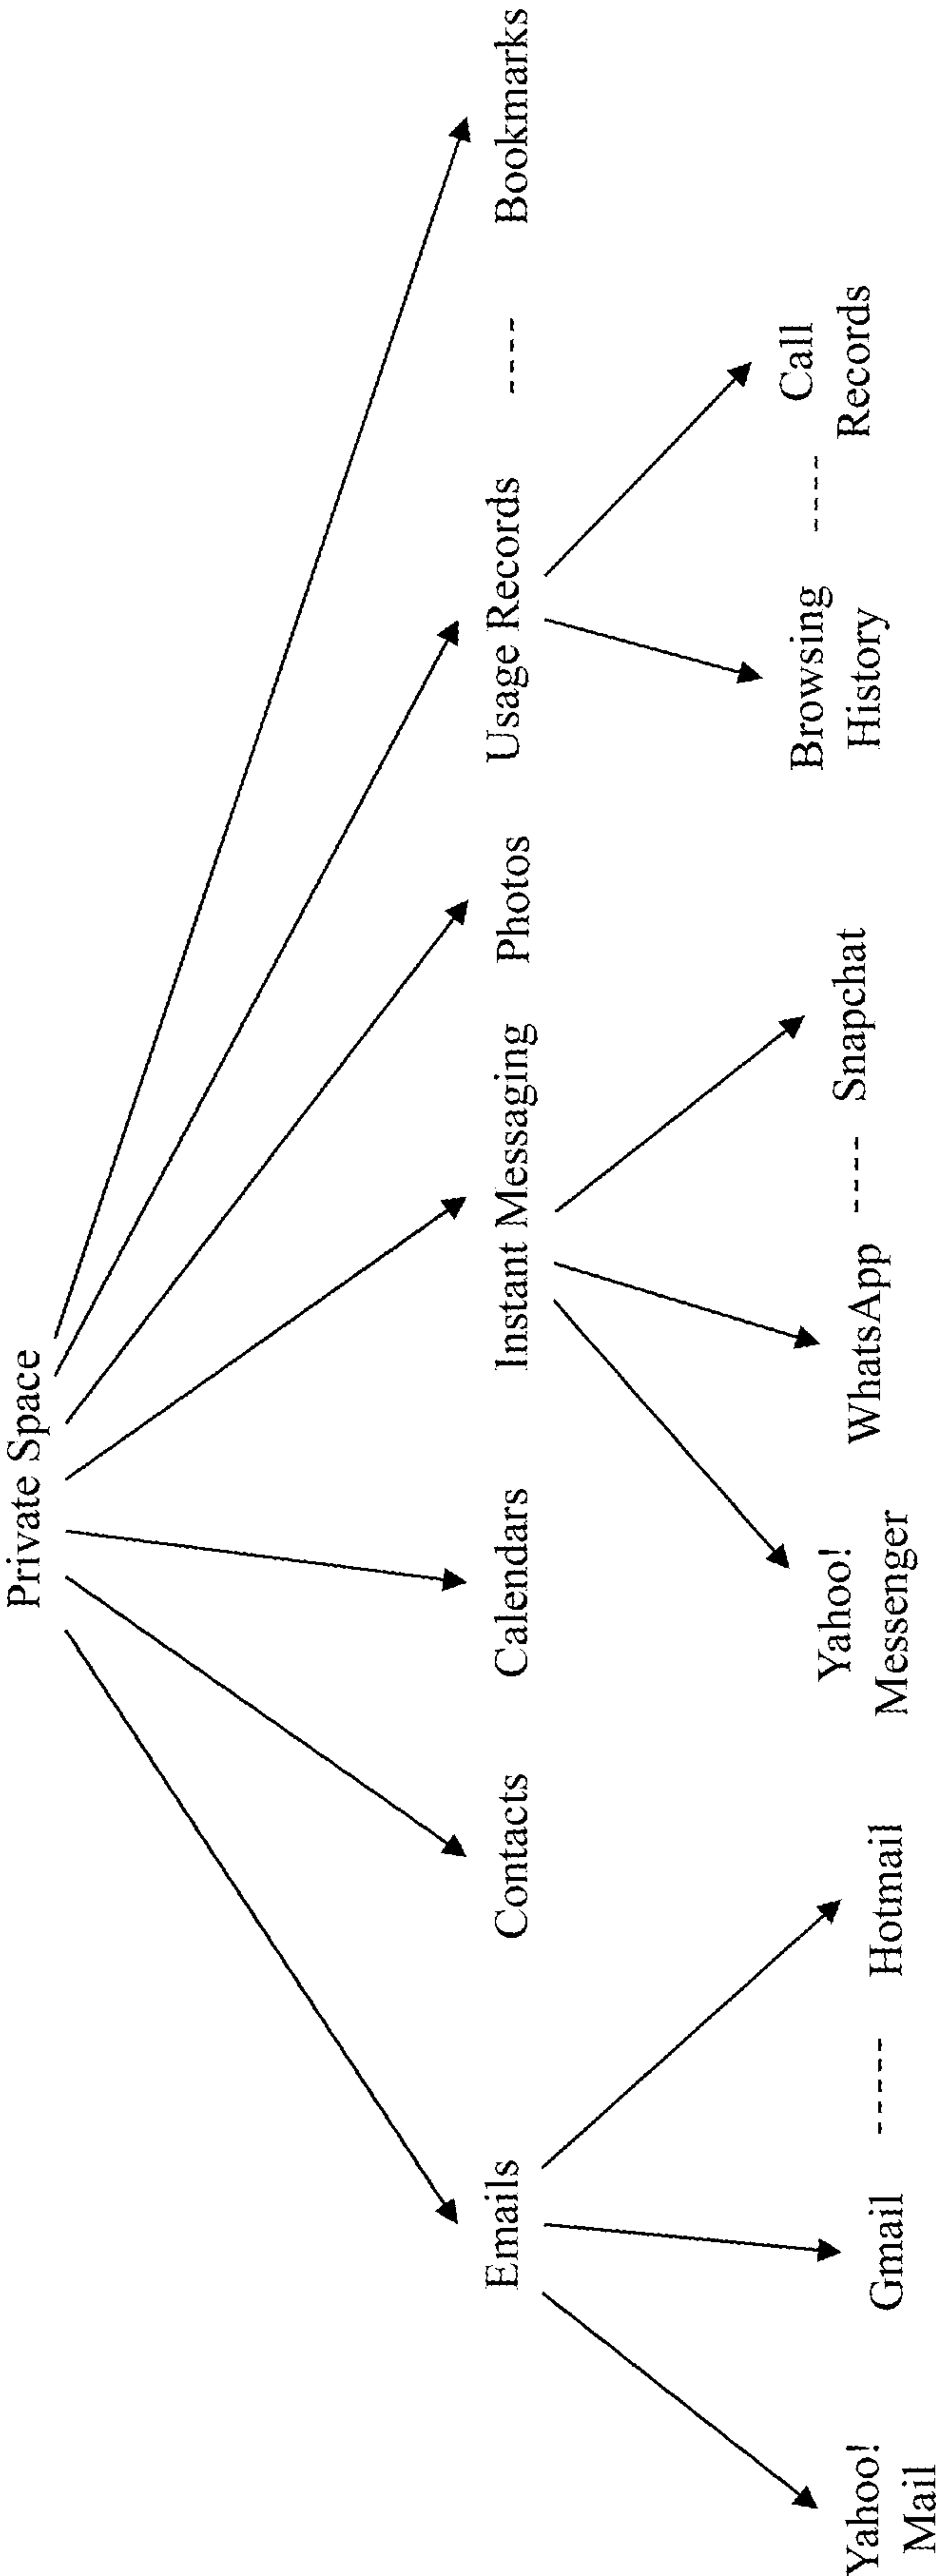 Private Space
Emails
Contacts
Calendars
Instant Messaging
Photos
Usage Records
----
Bookmarks
Yahoo!
Mail
Gmail
-----
Hotmail
Yahoo!
Messenger
WhatsApp
----
Snapchat
Browsing
History
----
Call
Records